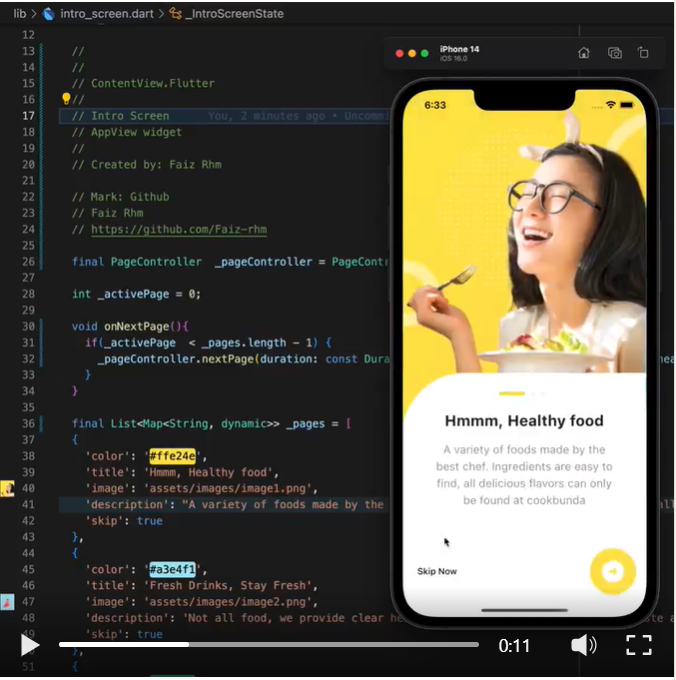 lib > intro_screen.dart > _IntroScreenState
12
13 //
14 //
15 // ContentView.Flutter
16 //
17 // Intro Screen You, 2 minutes ago • Uncommi
18 // AppView widget
19 //
20 // Created by: Faiz Rhm
21
22 // Mark: Github
23 // Faiz Rhm
24 // https://github.com/Faiz-rhm
25
26 final PageController _pageController = PageContr
27
28 int _activePage = 0;
29
30 void onNextPage(){
31 if(_activePage < _pages.length - 1) {
32 _pageController.nextPage(duration: const Dura
33 }
34 }
35
36 final List<Map<String, dynamic>> _pages = [
37 {
38 'color': '#ffe24e',
39 'title': 'Hmmm, Healthy food',
40 'image': 'assets/images/image1.png',
41 'description': "A variety of foods made by the
42 'skip': true
43 },
44 {
45 'color': '#a3e4f1',
46 'title': 'Fresh Drinks, Stay Fresh',
47 'image': 'assets/images/image2.png',
48 'description': 'Not all food, we provide clear he
49 'skip': true
},
51 {
iPhone 14
iOS 16.0
6:33
Hmmm, Healthy food
A variety of foods made by the
best chef. Ingredients are easy to
find, all delicious flavors can only
be found at cookbunda
Skip Now
0:11